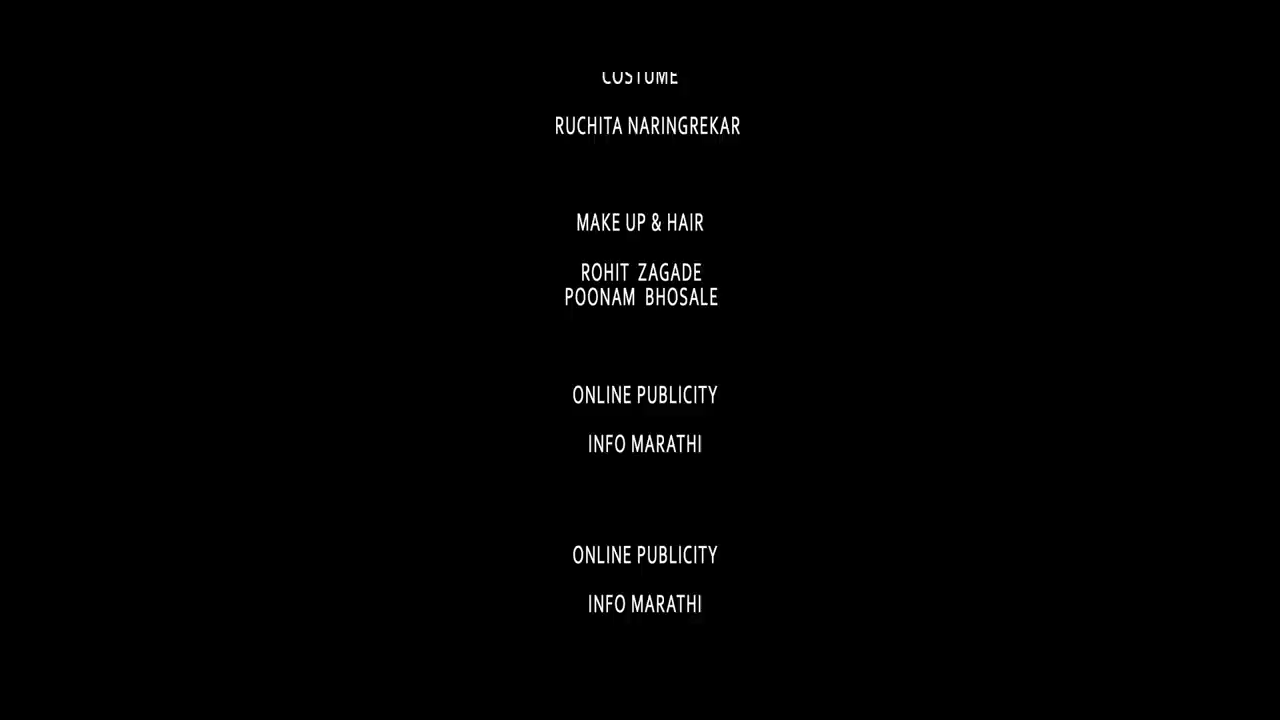 COSTUME
RUCHITA NARINGREKAR
MAKE UP & HAIR
ROHIT ZAGADE
POONAM BHOSALE
ONLINE PUBLICITY
INFO MARATHI
ONLINE PUBLICITY
INFO MARATHI